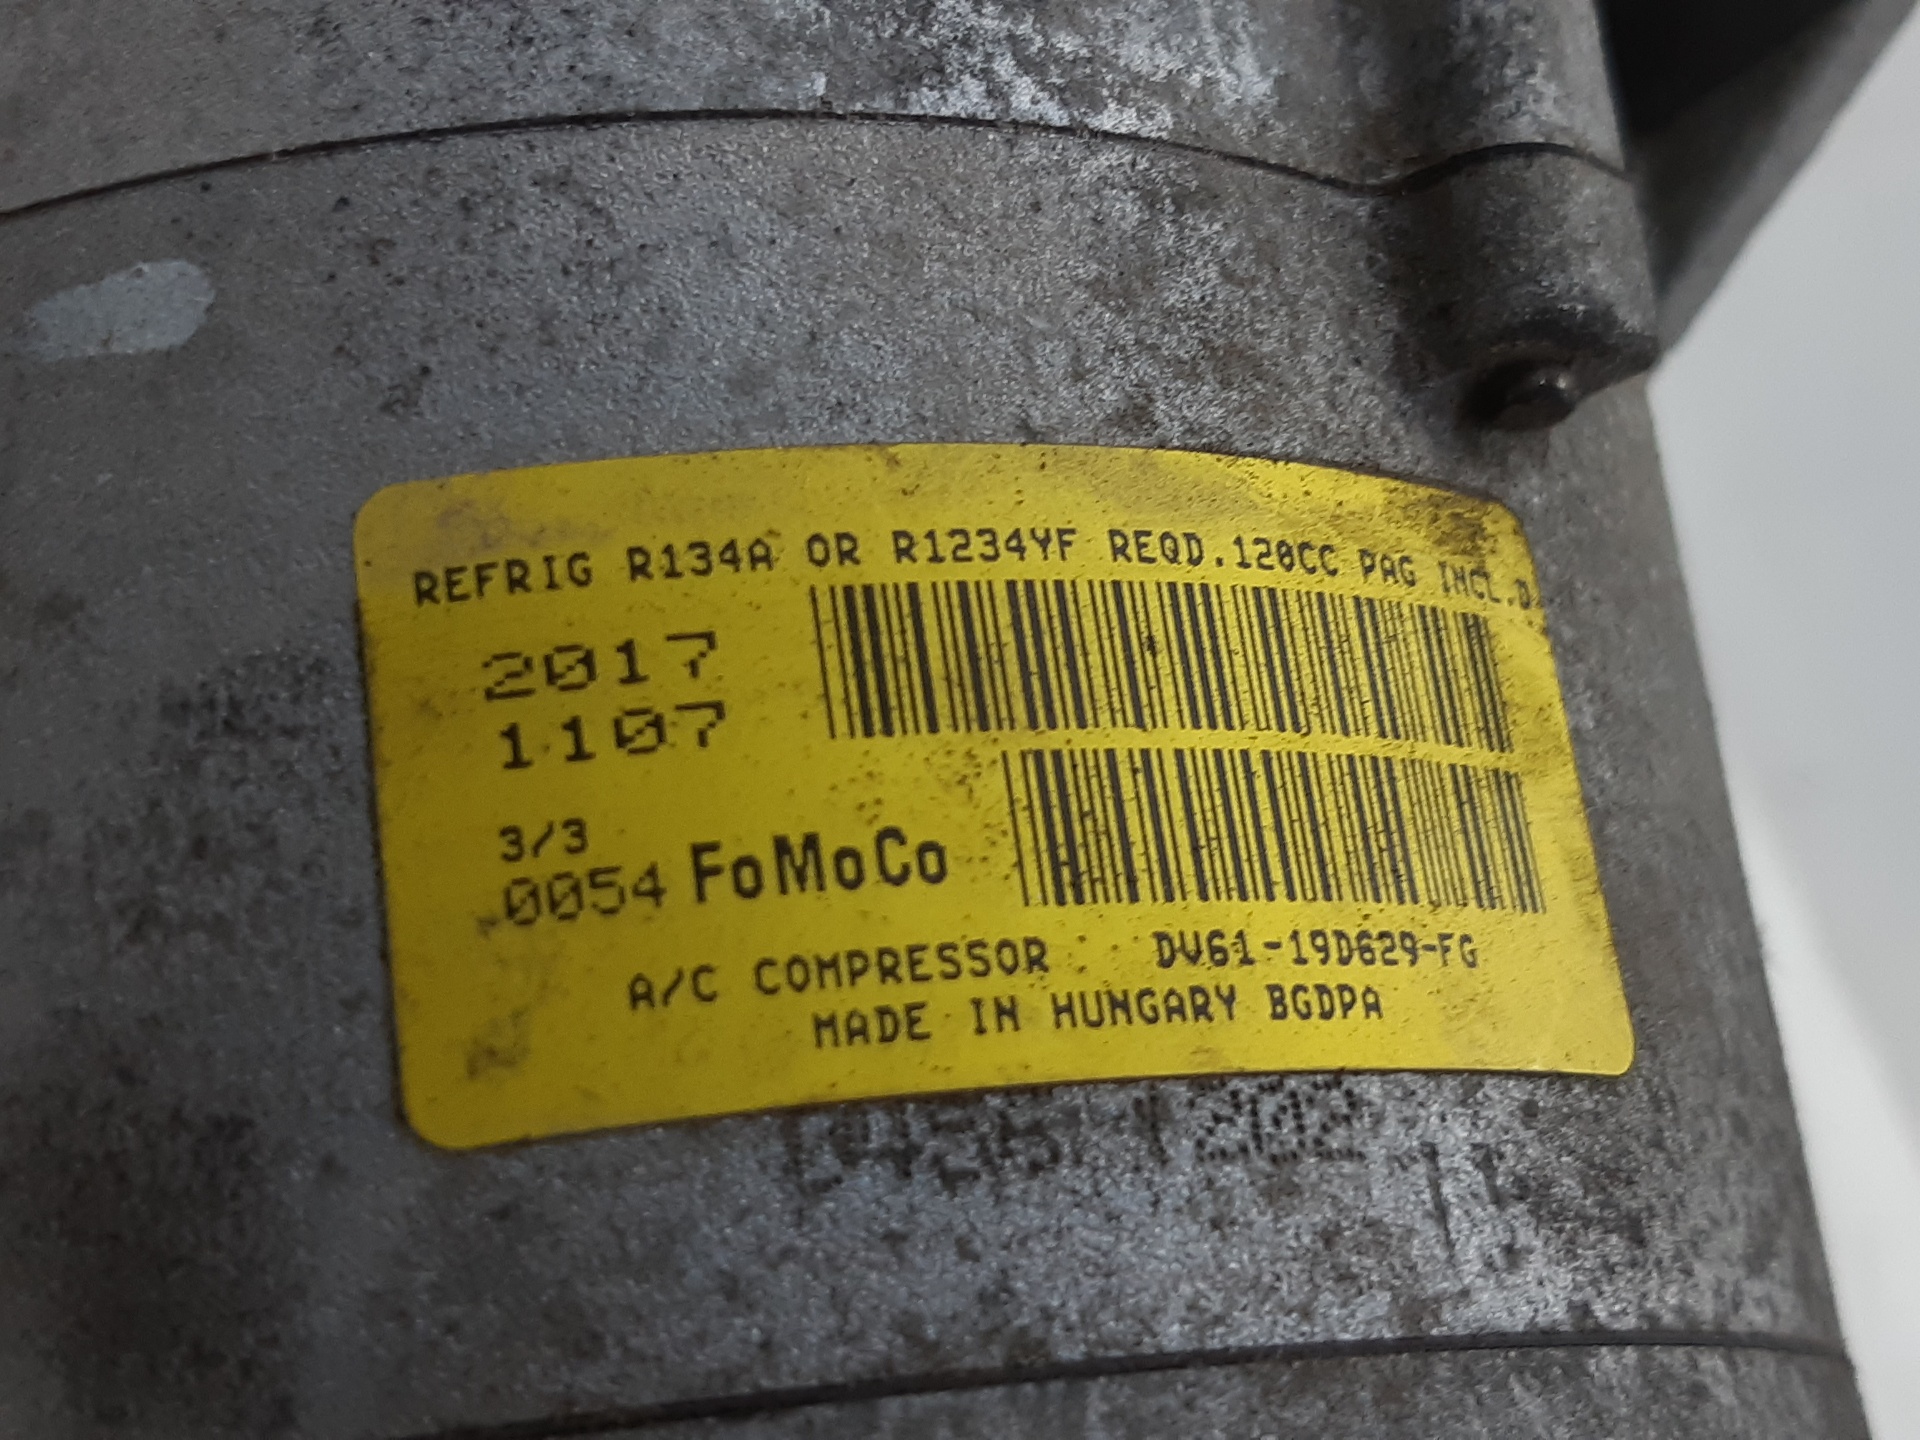 REFRIG R134A OR R1234YF REQD.120CC PAG INCL.D
2017
1107
3/3
0054 FoMoCo
A/C COMPRESSOR : DV61-19D629-FG
MADE IN HUNGARY BGDPA